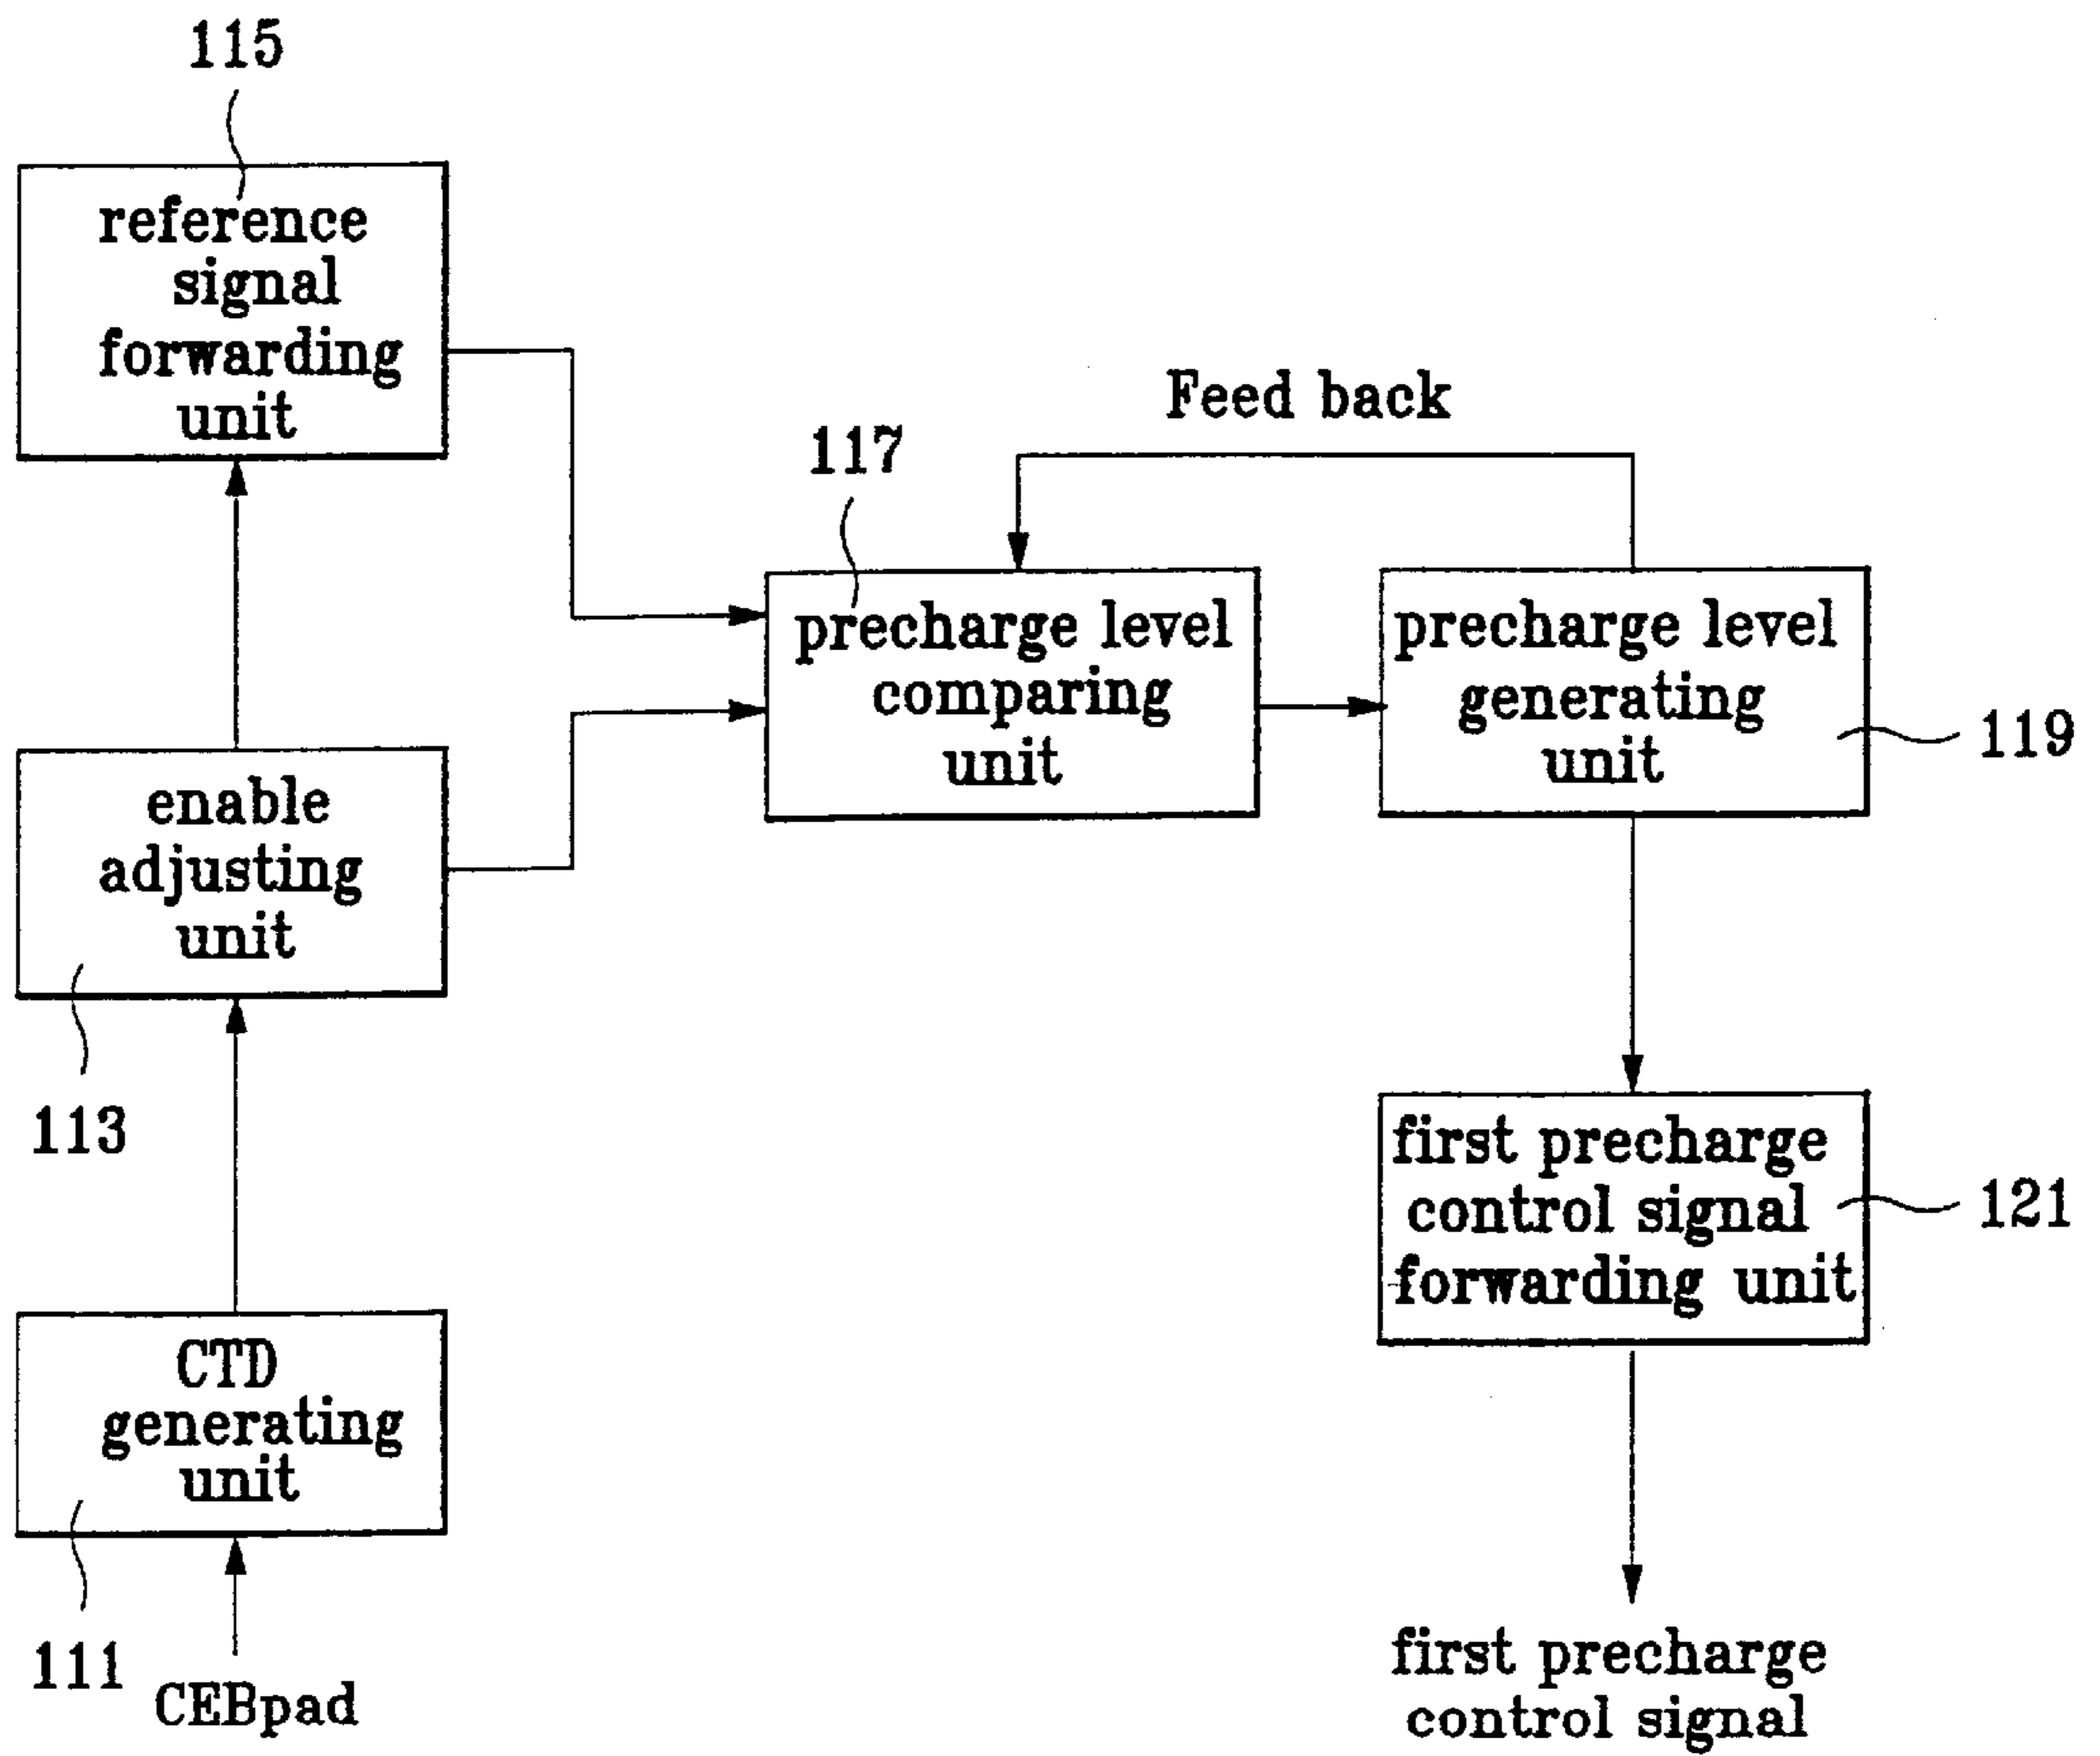 115
reference
signal
forwarding
unit
Feed back
117
precharge level
comparing
unit
precharge level
generating
unit
119
enable
adjusting
unit
113
first precharge
control signal
forwarding unit
121
CTD
generating
unit
111
CEBpad
first precharge
control signal